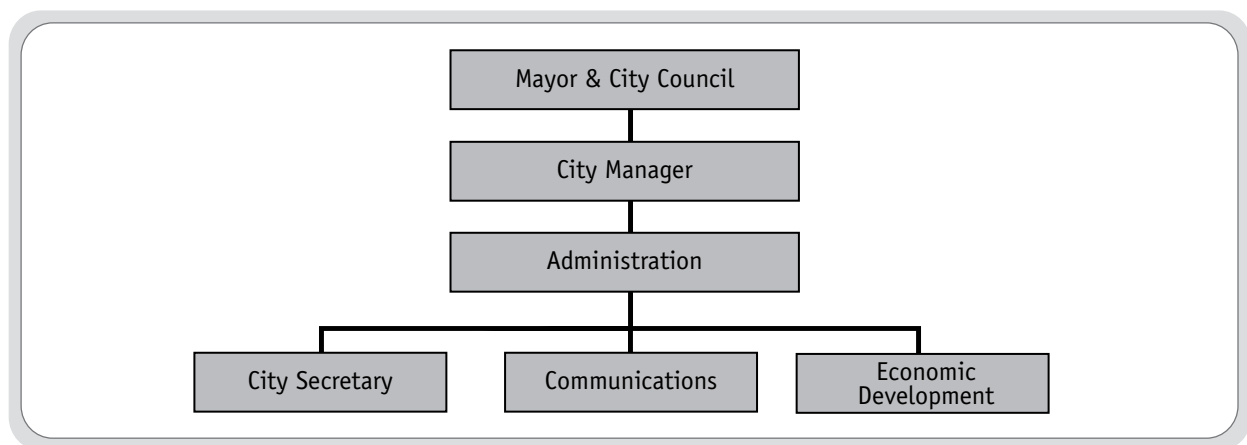 Mayor & City Council
City Manager
Administration
City Secretary
Communications
Economic
Development